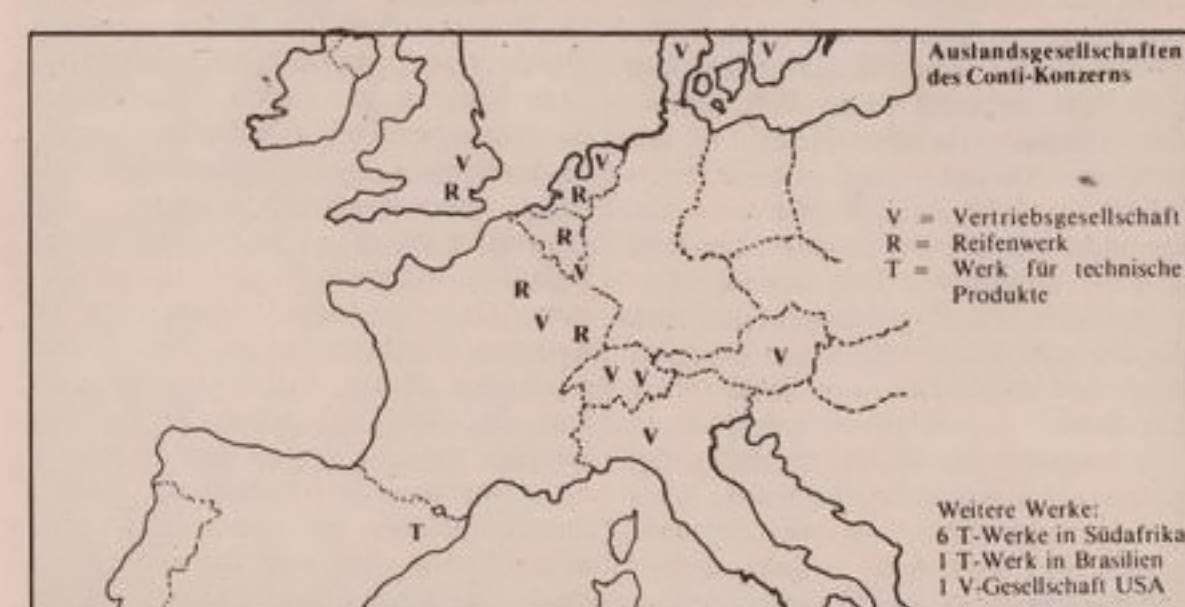 Auslandsgesellschaften
des Conti-Konzerns
V V
V
V
R
R
V = Vertriebsgesellschaft
R = Reifenwerk
T = Werk für technische
Produkte
R
V
R
V
R
V
V V
V
T
Weitere Werke:
6 T-Werke in Südafrika
1 T-Werk in Brasilien
1 V-Gesellschaft USA